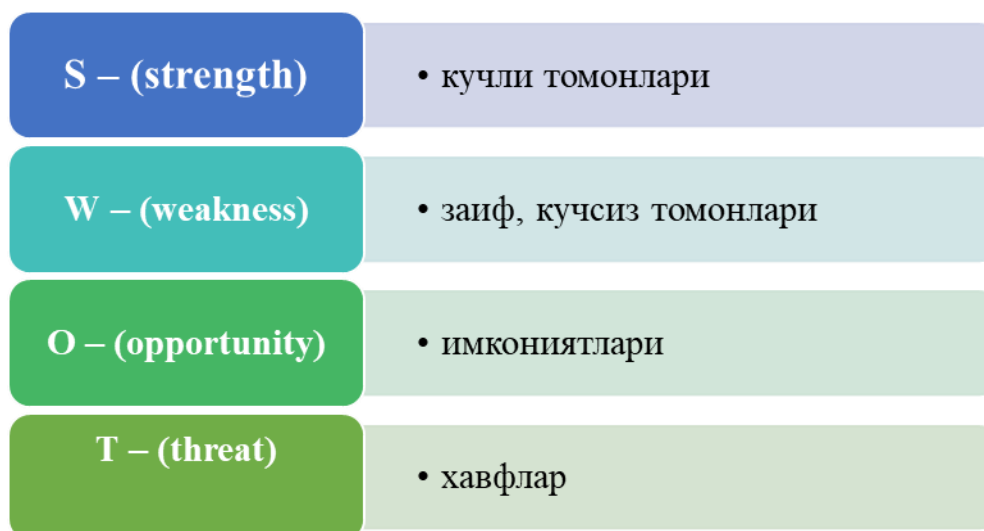 S – (strength)
• кучли томонлари
W – (weakness)
• заиф, кучсиз томонлари
O – (opportunity)
• имкониятлари
T – (threat)
• хавфлар